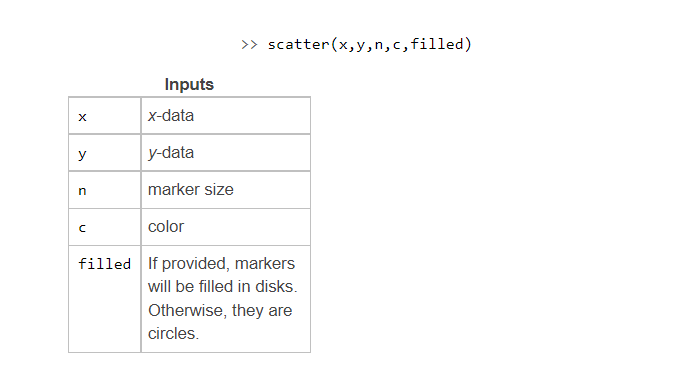 >> scatter(x,y,n,c,filled)
Inputs
x x-data
y y-data
n marker size
c color
filled If provided, markers
will be filled in disks.
Otherwise, they are
circles.